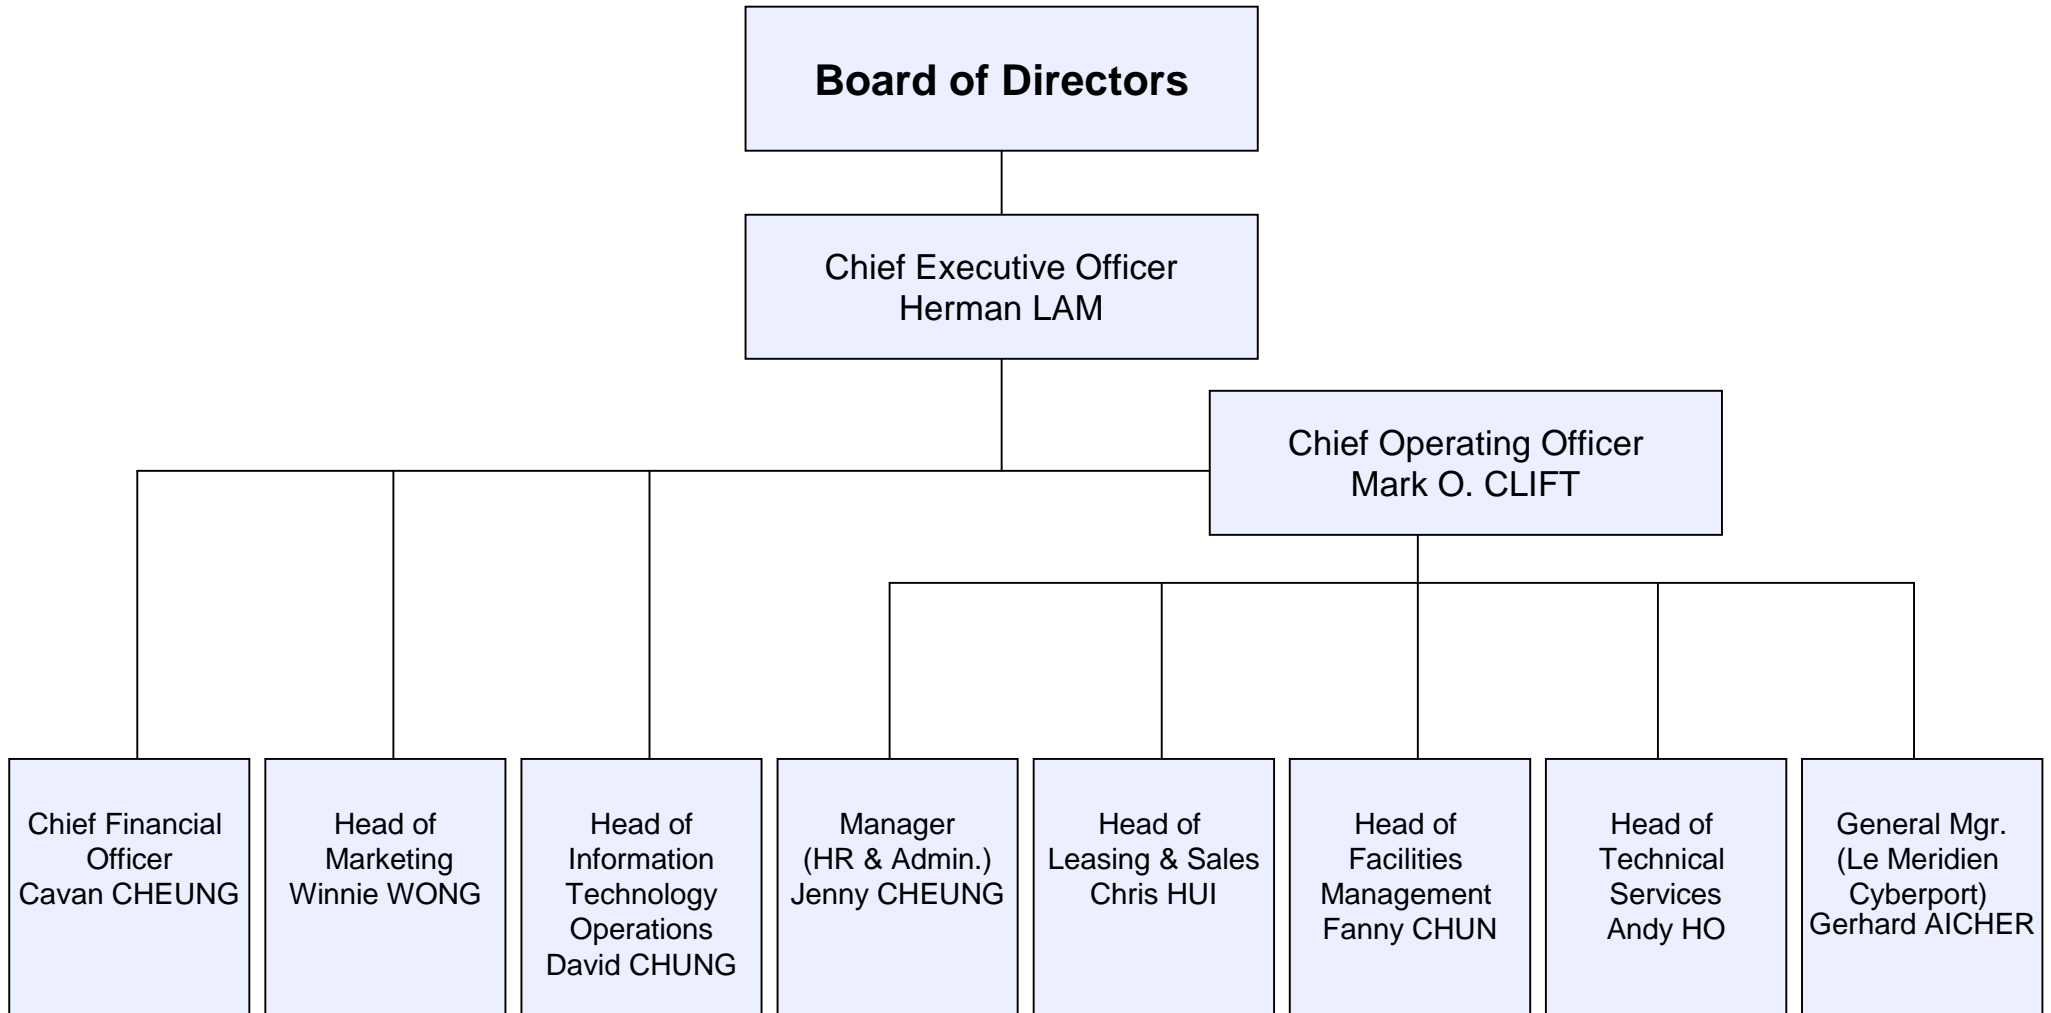 Board of Directors
Chief Executive Officer
Herman LAM
Chief Operating Officer
Mark O. CLIFT
Chief Financial
Officer
Cavan CHEUNG
Head of
Marketing
Winnie WONG
Head of
Information
Technology
Operations
David CHUNG
Manager
(HR & Admin.)
Jenny CHEUNG
Head of
Leasing & Sales
Chris HUI
Head of
Facilities
Management
Fanny CHUN
Head of
Technical
Services
Andy HO
General Mgr.
(Le Meridien
Cyberport)
Gerhard AICHER